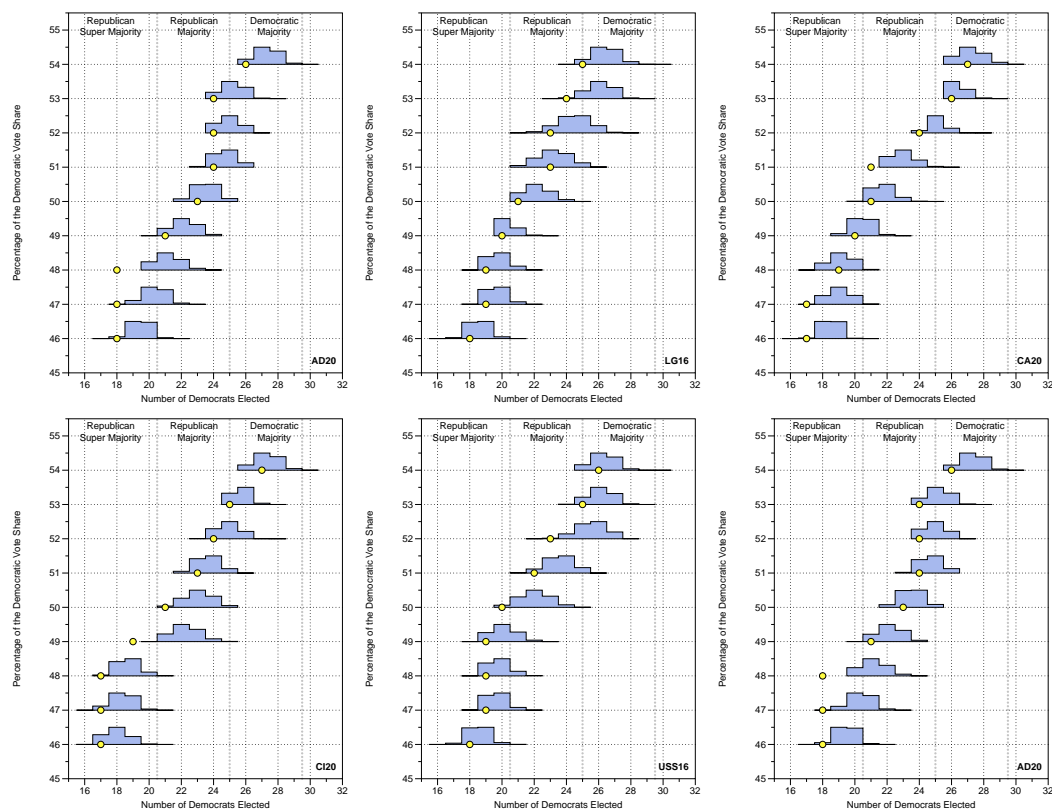 Republican Republican Democratic
Super Majority Majority Majority
55
54
53
52
51
50
49
48
47
46
45
Percentage of the Democratic Vote Share
AD20
16 18 20 22 24 26 28 30 32
Number of Democrats Elected
Republican Republican Democratic
Super Majority Majority Majority
55
54
53
52
51
50
49
48
47
46
45
Percentage of the Democratic Vote Share
LG16
16 18 20 22 24 26 28 30 32
Number of Democrats Elected
Republican Republican Democratic
Super Majority Majority Majority
55
54
53
52
51
50
49
48
47
46
45
Percentage of the Democratic Vote Share
CA20
16 18 20 22 24 26 28 30 32
Number of Democrats Elected
Republican Republican Democratic
Super Majority Majority Majority
55
54
53
52
51
50
49
48
47
46
45
Percentage of the Democratic Vote Share
CI20
16 18 20 22 24 26 28 30 32
Number of Democrats Elected
Republican Republican Democratic
Super Majority Majority Majority
55
54
53
52
51
50
49
48
47
46
45
Percentage of the Democratic Vote Share
USS16
16 18 20 22 24 26 28 30 32
Number of Democrats Elected
Republican Republican Democratic
Super Majority Majority Majority
55
54
53
52
51
50
49
48
47
46
45
Percentage of the Democratic Vote Share
AD20
16 18 20 22 24 26 28 30 32
Number of Democrats Elected